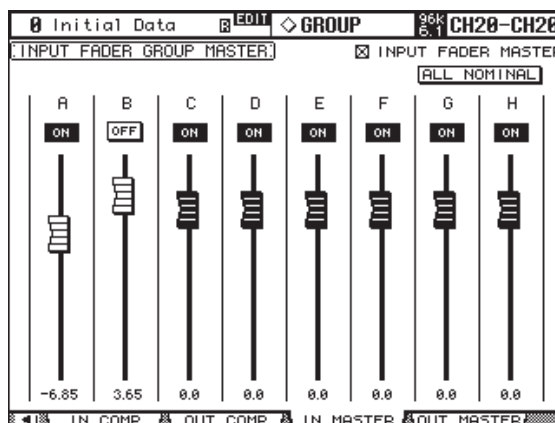 0 Initial Data R EDIT ◇GROUP 96k 6.1 CH20-CH20
INPUT FADER GROUP MASTER ☒ INPUT FADER MASTER
ALL NOMINAL
A B C D E F G H
ON OFF ON ON ON ON ON ON
-6.85 3.65 0.0 0.0 0.0 0.0 0.0 0.0
IN COMP OUT COMP IN MASTER OUT MASTER